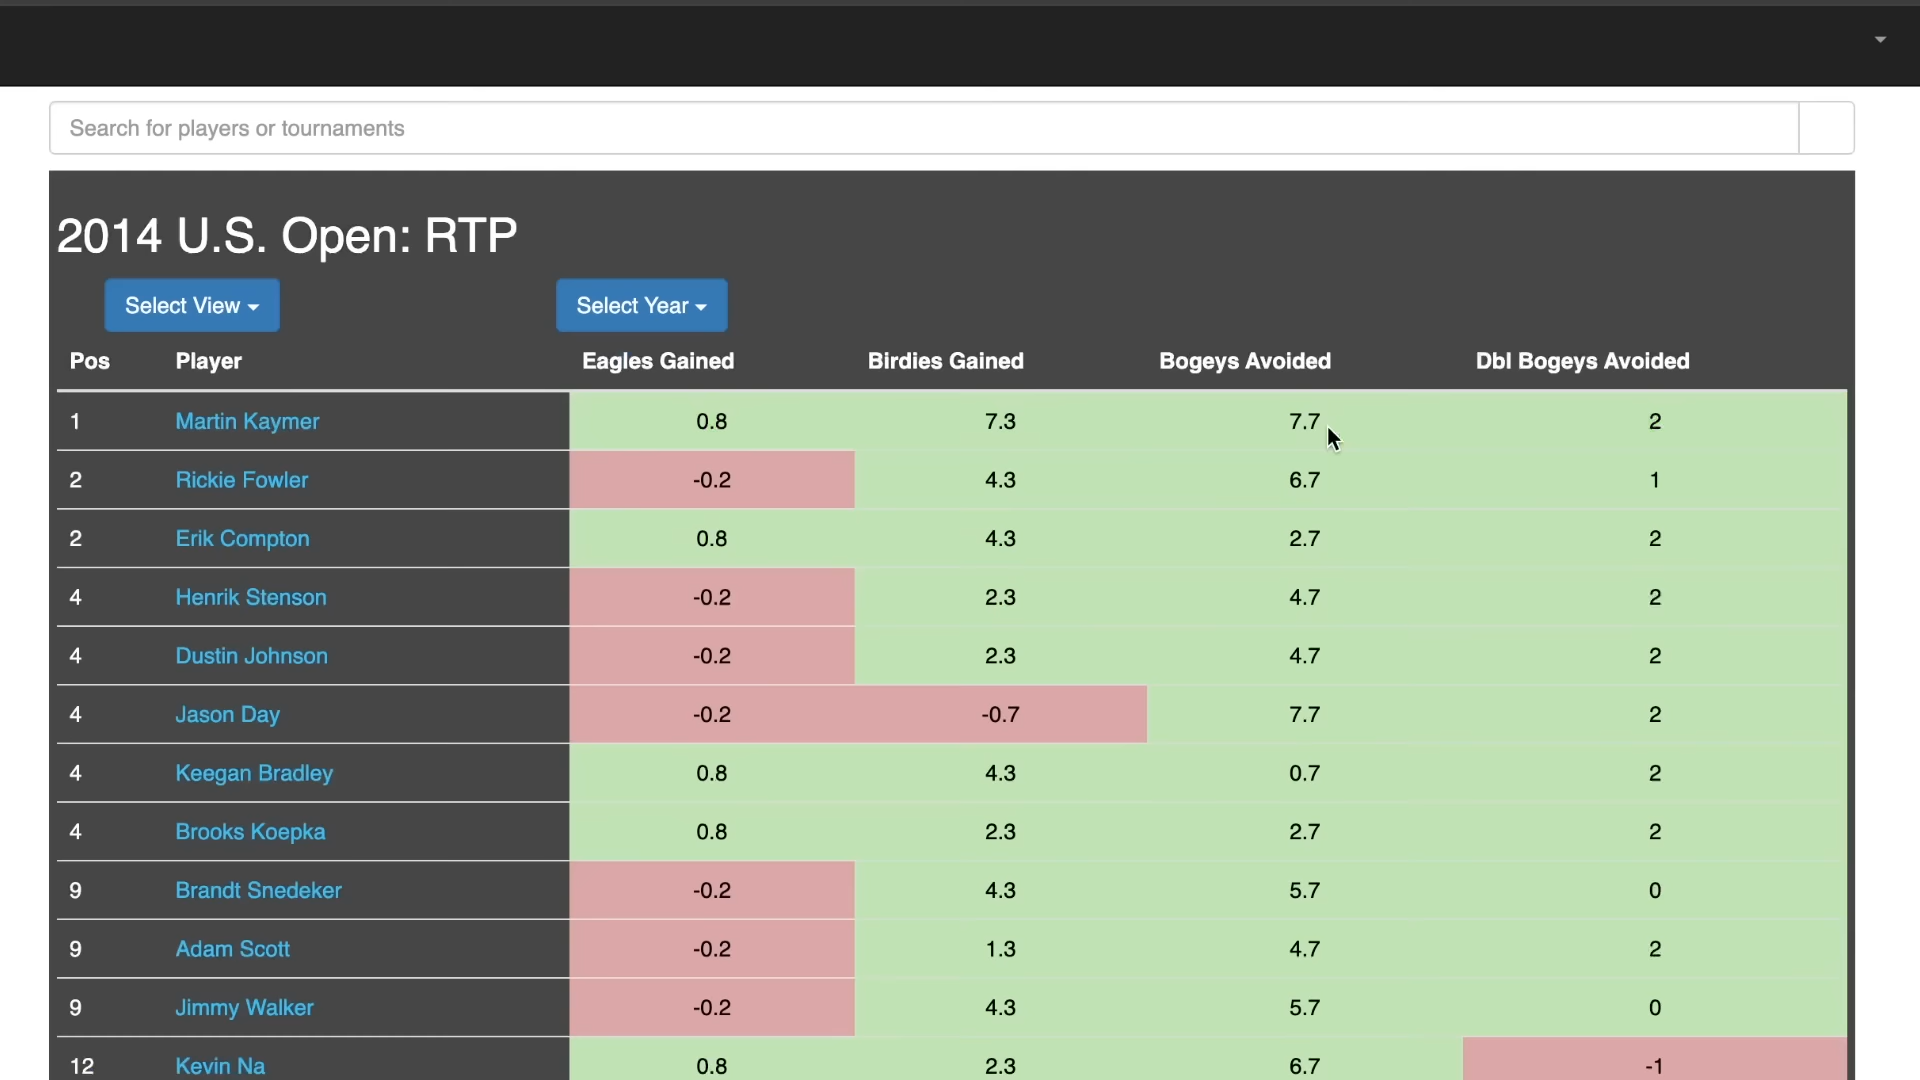 Search for players or tournaments
2014 U.S. Open: RTP
Select View Select Year
Pos Player Eagles Gained Birdies Gained Bogeys Avoided Dbl Bogeys Avoided
1 Martin Kaymer 0.8 7.3 7.7 2
2 Rickie Fowler -0.2 4.3 6.7 1
2 Erik Compton 0.8 4.3 2.7 2
4 Henrik Stenson -0.2 2.3 4.7 2
4 Dustin Johnson -0.2 2.3 4.7 2
4 Jason Day -0.2 -0.7 7.7 2
4 Keegan Bradley 0.8 4.3 0.7 2
4 Brooks Koepka 0.8 2.3 2.7 2
9 Brandt Snedeker -0.2 4.3 5.7 0
9 Adam Scott -0.2 1.3 4.7 2
9 Jimmy Walker -0.2 4.3 5.7 0
12 Kevin Na 0.8 2.3 6.7 -1